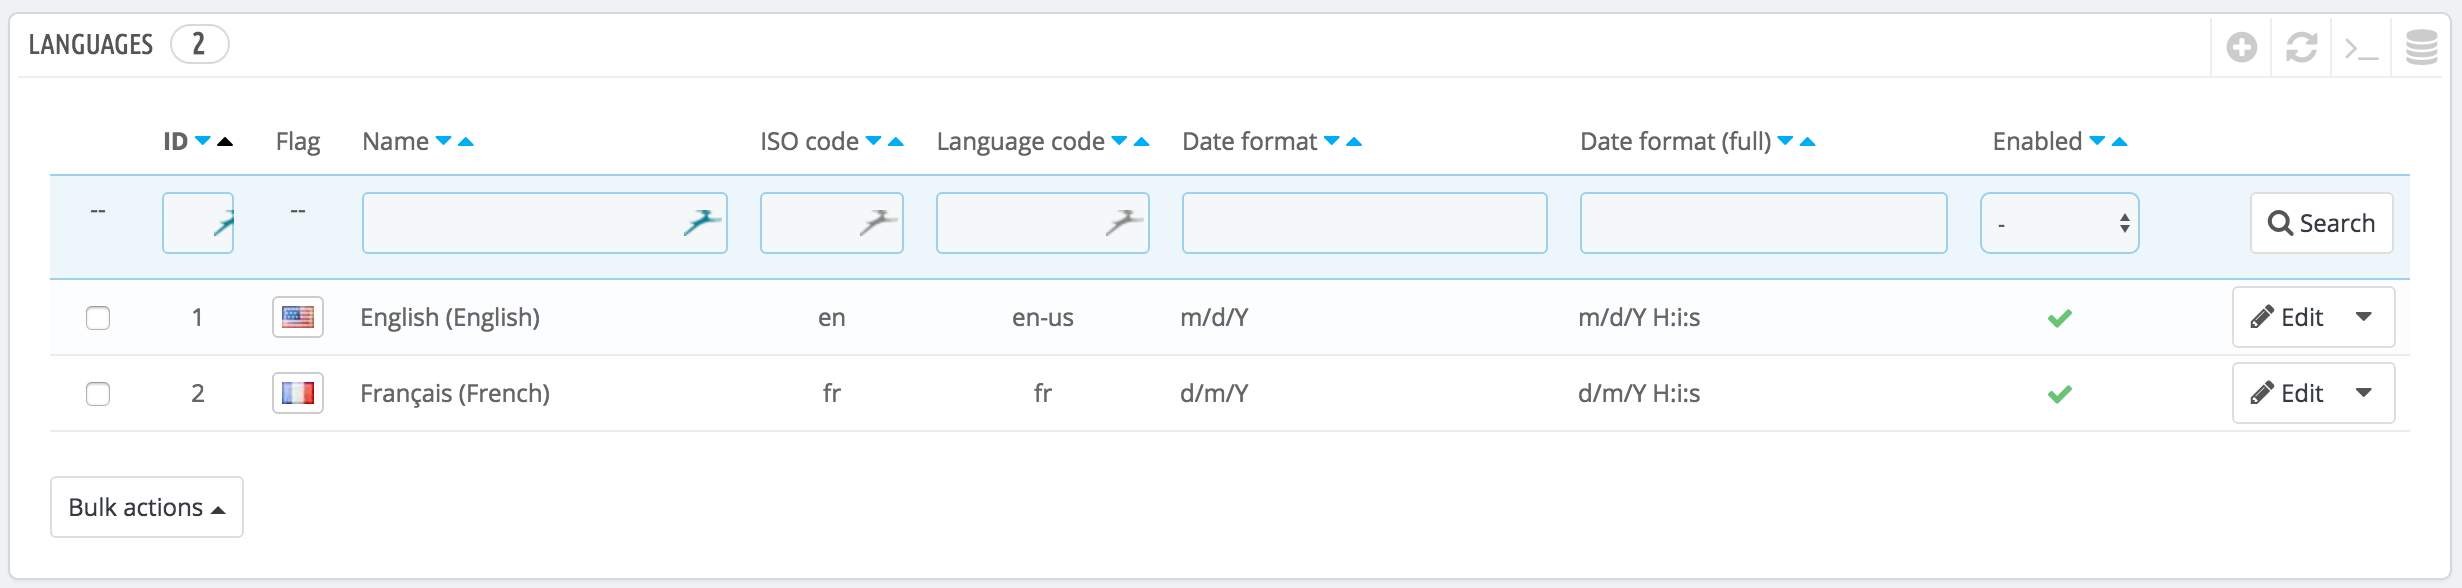 LANGUAGES 2
ID Flag Name ISO code Language code Date format Date format (full) Enabled
-- -- - Search
1 English (English) en en-us m/d/Y m/d/Y H:i:s Edit
2 Français (French) fr fr d/m/Y d/m/Y H:i:s Edit
Bulk actions